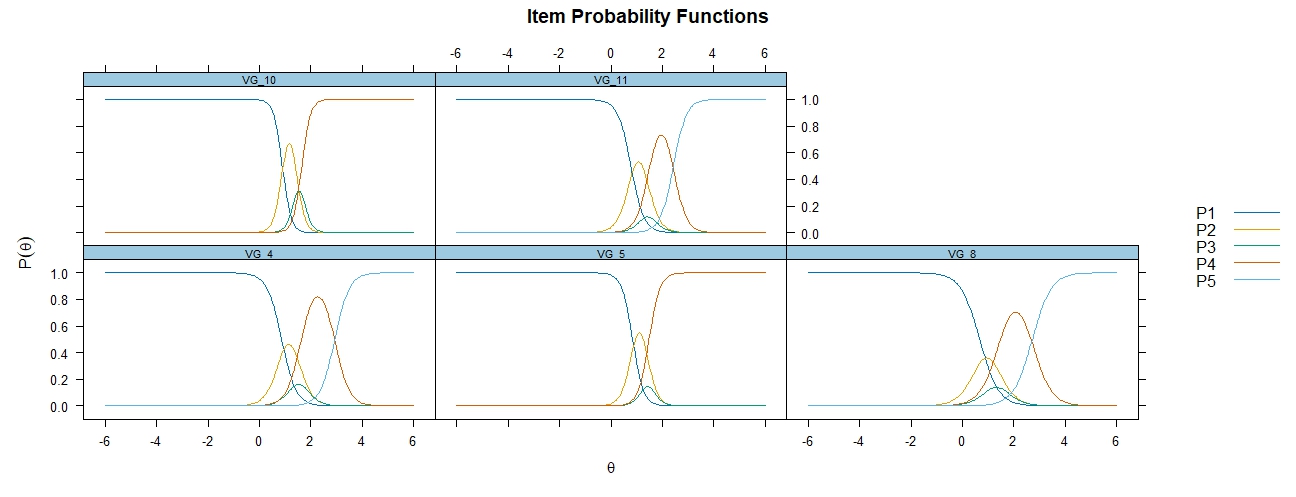 Item Probability Functions
-6 -4 -2 0 2 4 6
VG_10 VG_11
1.0
0.8
0.6
0.4
0.2
0.0
VG_4 VG_5 VG_8
1.0
0.8
0.6
0.4
0.2
0.0
P(θ)
-6 -4 -2 0 2 4 6 -6 -4 -2 0 2 4 6
θ
P1
P2
P3
P4
P5